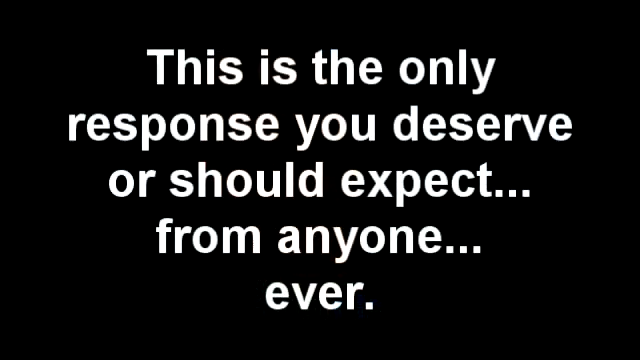 This is the only
response you deserve
or should expect...
from anyone...
ever.